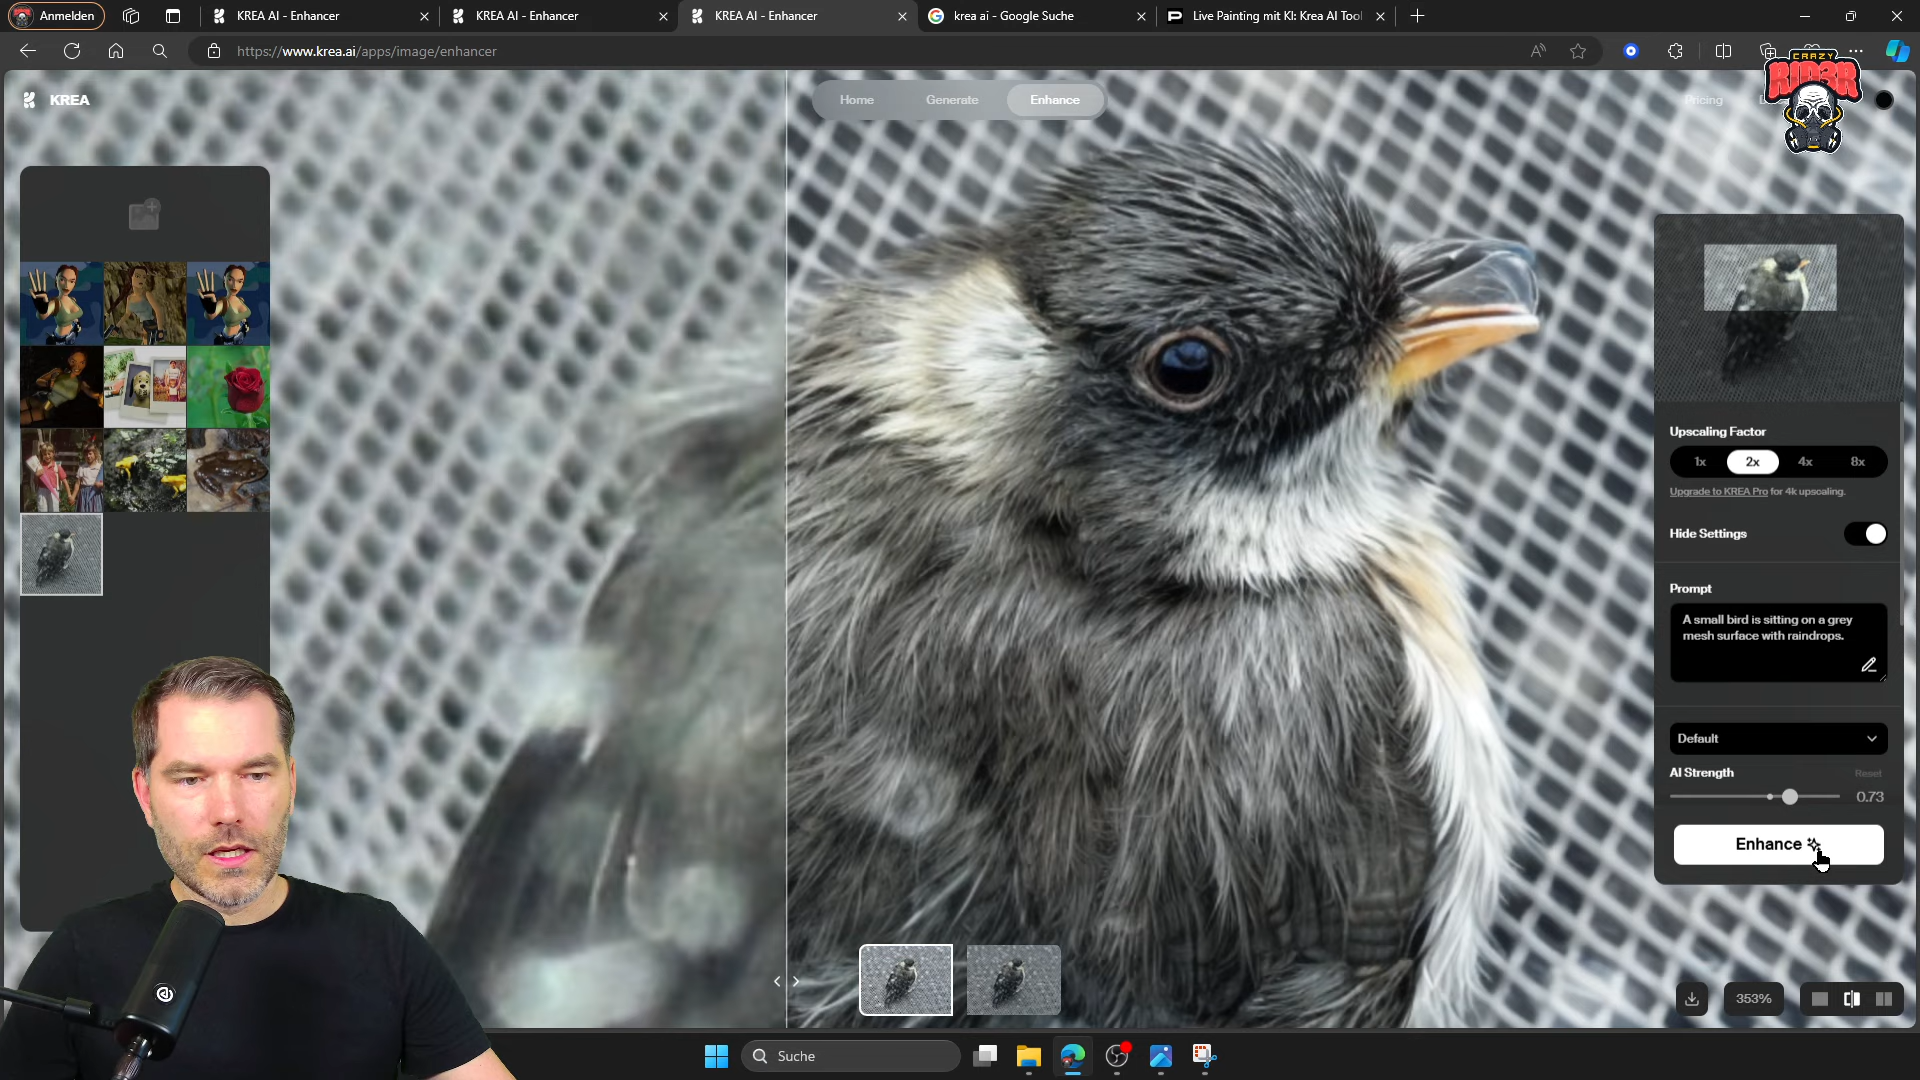 Anmelden
KREA AI - Enhancer
KREA AI - Enhancer
KREA AI - Enhancer
krea ai - Google Suche
Live Painting mit KI: Krea AI Tool
https://www.krea.ai/apps/image/enhancer
CRAZY
RID3R
KREA
Home
Generate
Enhance
Pricing
Upscaling Factor
1x
2x
4x
8x
Upgrade to KREA Pro for 4k upscaling.
Hide Settings
Prompt
A small bird is sitting on a grey
mesh surface with raindrops.
Default
AI Strength
Reset
0.73
Enhance
353%
Suche